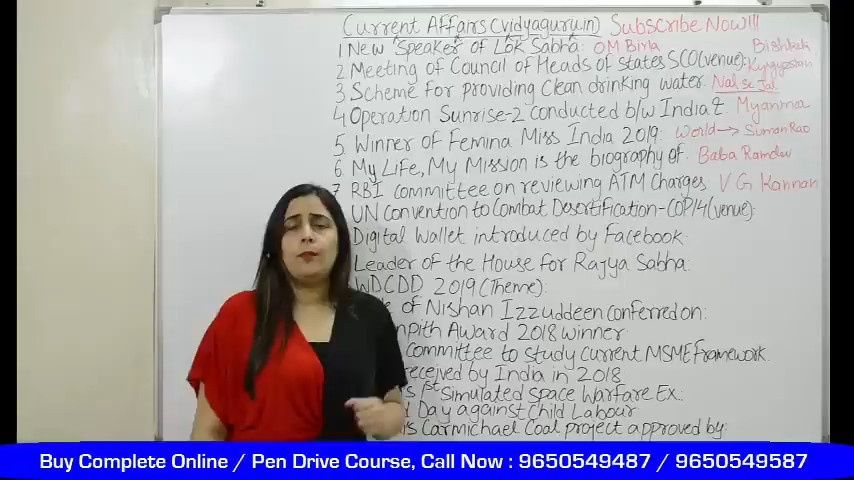 Current Affairs (vidyaguru.in) Subscribe Now!!!
1 New Speaker of Lok Sabha: OM Birla
2 Meeting of Council of Heads of states SCO(venue): Bishkek Kyrgyzstan
3 Scheme for providing Clean drinking water: Nal se Jal
4 Operation Sunrise-2 conducted b/w India & Myanmar
5 Winner of Femina Miss India 2019: World → Suman Rao
6 My Life, My Mission is the biography of: Baba Ramdev
7 RBI committee on reviewing ATM Charges: V G Kannan
UN Convention to Combat Desertification-COP14(venue):
Digital Wallet introduced by Facebook:
Leader of the House for Rajya Sabha:
WDCDD 2019 (Theme):
of Nishan Izzuddeen conferred on:
npith Award 2018 winner
Committee to study current MSME framework
received by India in 2018
1st simulated space Warfare Ex.:
Day against Child Labour
Carmichael Coal project approved by:
Buy Complete Online / Pen Drive Course, Call Now : 9650549487 / 9650549587